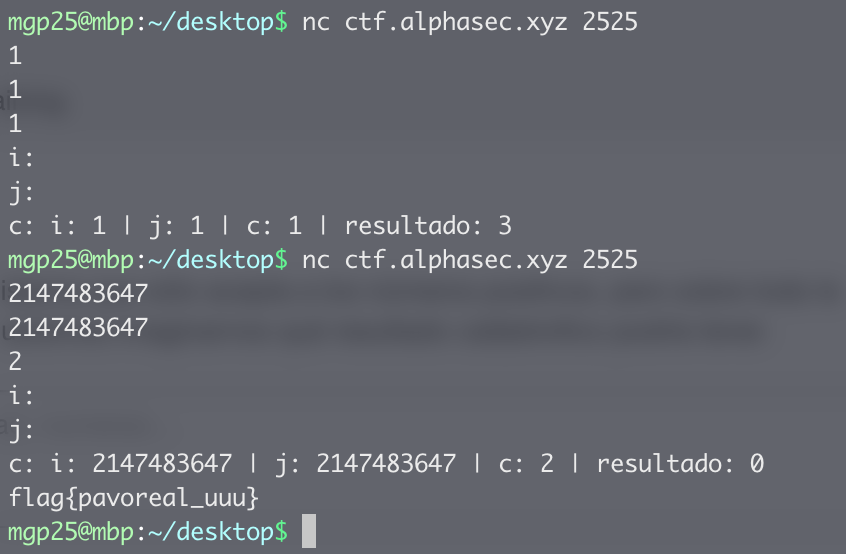 mgp25@mbp:~/desktop$ nc ctf.alphasec.xyz 2525
1
1
1
i:
j:
c: i: 1 | j: 1 | c: 1 | resultado: 3
mgp25@mbp:~/desktop$ nc ctf.alphasec.xyz 2525
2147483647
2147483647
2
i:
j:
c: i: 2147483647 | j: 2147483647 | c: 2 | resultado: 0
flag{pavoreal_uuu}
mgp25@mbp:~/desktop$